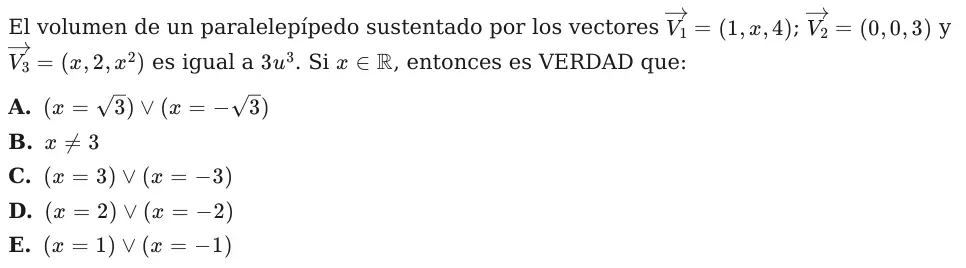 El volumen de un paralelepípedo sustentado por los vectores $\overrightarrow{V_1} = (1, x, 4)$; $\overrightarrow{V_2} = (0, 0, 3)$ y
$\overrightarrow{V_3} = (x, 2, x^2)$ es igual a $3u^3$. Si $x \in \mathbb{R}$, entonces es VERDAD que:
A. $(x = \sqrt{3}) \vee (x = -\sqrt{3})$
B. $x \neq 3$
C. $(x = 3) \vee (x = -3)$
D. $(x = 2) \vee (x = -2)$
E. $(x = 1) \vee (x = -1)$